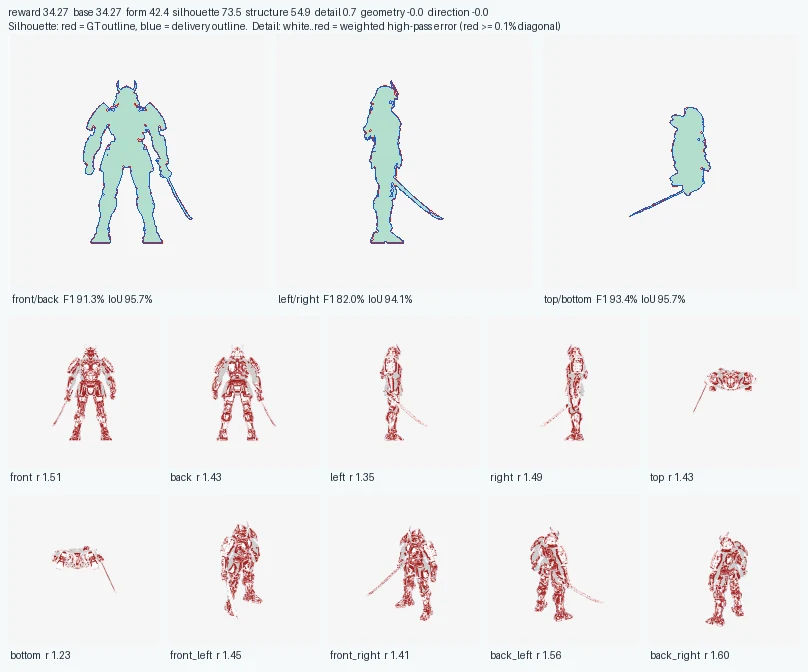 reward 34.27 base 34.27 form 42.4 silhouette 73.5 structure 54.9 detail 0.7 geometry -0.0 direction -0.0
Silhouette: red = GT outline, blue = delivery outline. Detail: white..red = weighted high-pass error (red >= 0.1% diagonal)
front/back F1 91.3% IoU 95.7%
left/right F1 82.0% IoU 94.1%
top/bottom F1 93.4% IoU 95.7%
front r 1.51
back r 1.43
left r 1.35
right r 1.49
top r 1.43
bottom r 1.23
front_left r 1.45
front_right r 1.41
back_left r 1.56
back_right r 1.60